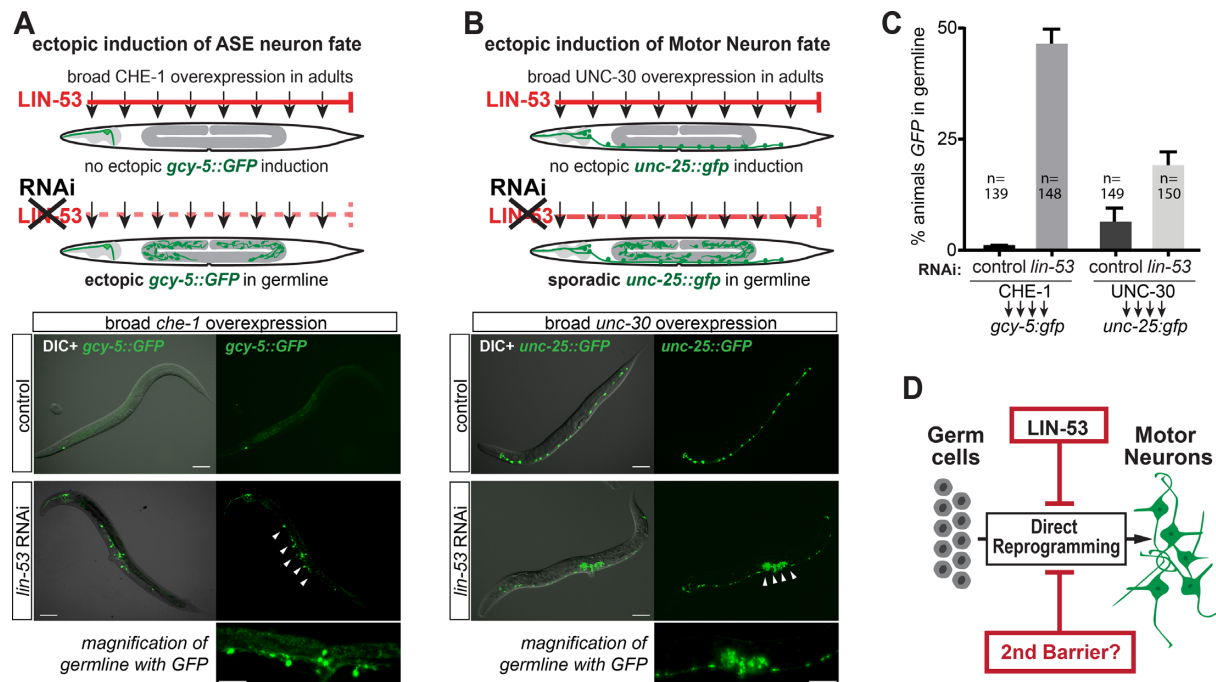 A
ectopic induction of ASE neuron fate
broad CHE-1 overexpression in adults
LIN-53
no ectopic gcy-5::GFP induction
RNAi
LIN-53
ectopic gcy-5::GFP in germline
broad che-1 overexpression
DIC+ gcy-5::GFP
gcy-5::GFP
control
lin-53 RNAi
magnification of
germline with GFP
B
ectopic induction of Motor Neuron fate
broad UNC-30 overexpression in adults
LIN-53
no ectopic unc-25::gfp induction
RNAi
LIN-53
sporadic unc-25::gfp in germline
broad unc-30 overexpression
DIC+ unc-25::GFP
unc-25::GFP
control
lin-53 RNAi
magnification of
germline with GFP
C
% animals GFP in germline
50
25
0
n=
139
n=
148
n=
149
n=
150
RNAi: control lin-53 control lin-53
CHE-1
UNC-30
gcy-5:gfp
unc-25:gfp
D
LIN-53
Germ
cells
Motor
Neurons
Direct
Reprogramming
2nd Barrier?